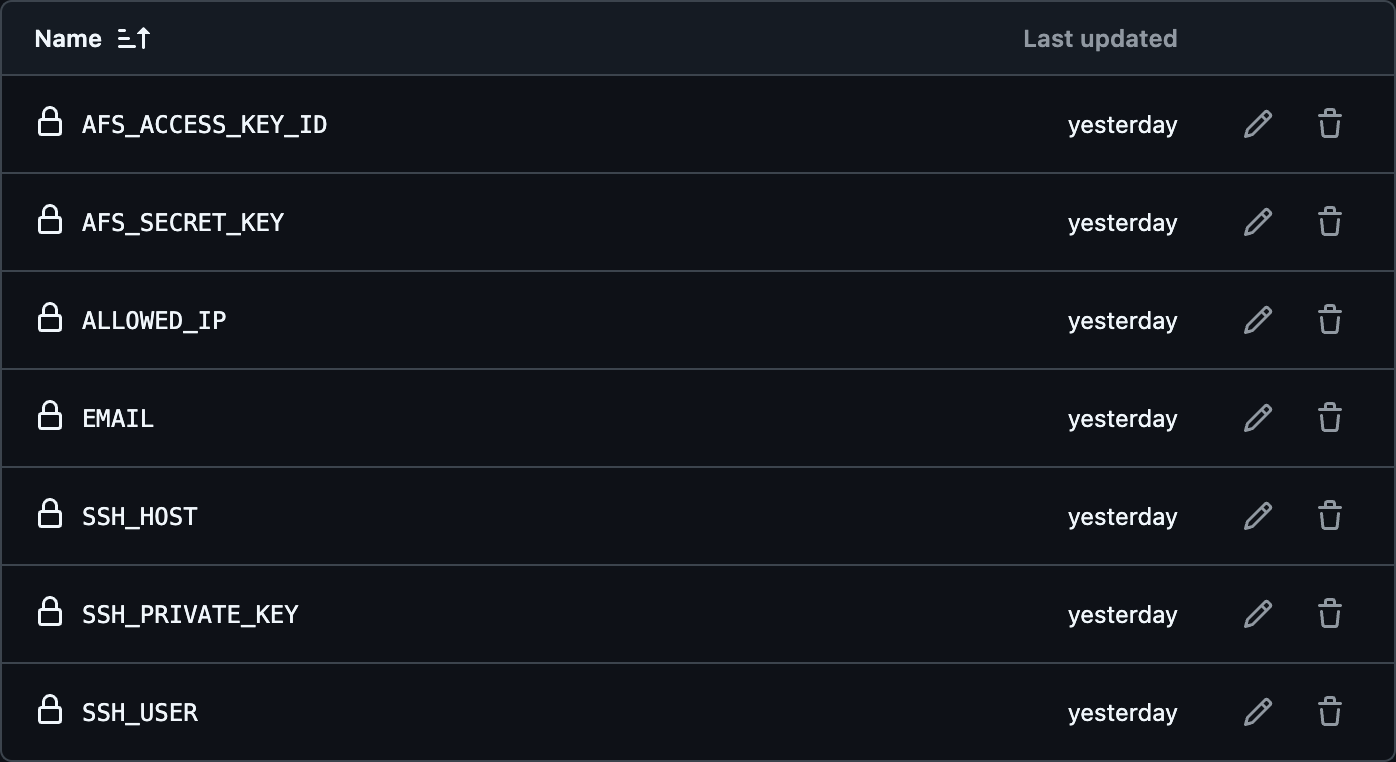 Name Last updated
AFS_ACCESS_KEY_ID yesterday
AFS_SECRET_KEY yesterday
ALLOWED_IP yesterday
EMAIL yesterday
SSH_HOST yesterday
SSH_PRIVATE_KEY yesterday
SSH_USER yesterday